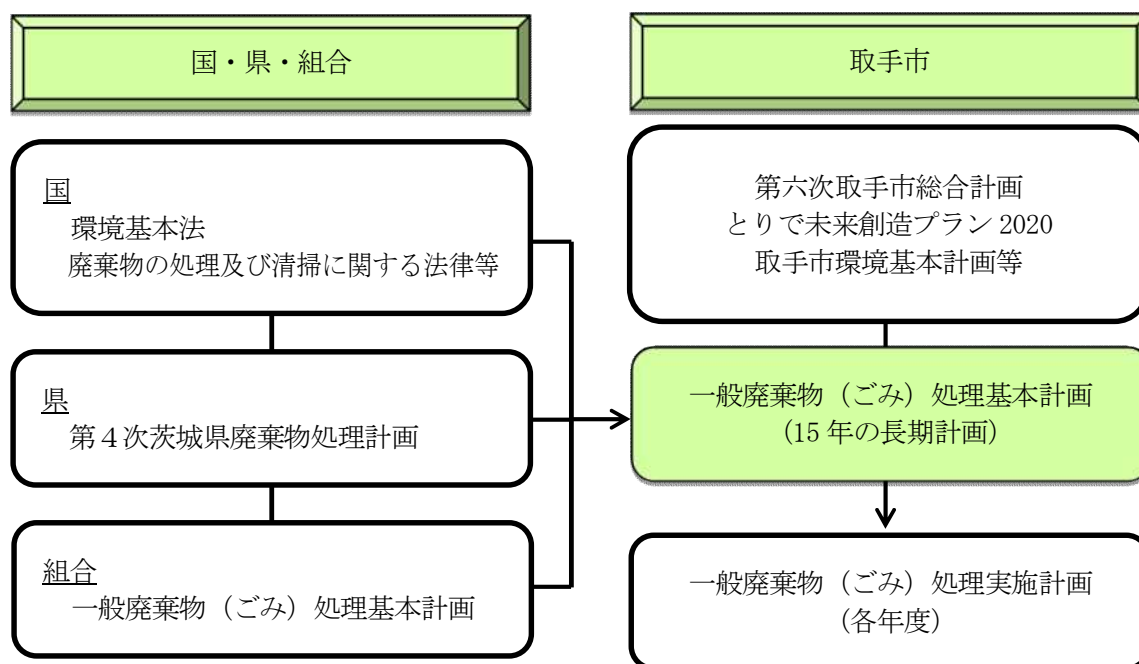 国・県・組合
取手市
国
環境基本法
廃棄物の処理及び清掃に関する法律等
県
第４次茨城県廃棄物処理計画
組合
一般廃棄物（ごみ）処理基本計画
第六次取手市総合計画
とりで未来創造プラン 2020
取手市環境基本計画等
一般廃棄物（ごみ）処理基本計画
（15 年の長期計画）
一般廃棄物（ごみ）処理実施計画
（各年度）